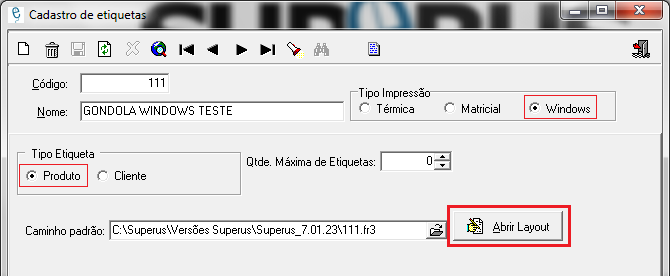 Cadastro de etiquetas
SUPERUS
Código: 111
Tipo Impressão
Nome: GONDOLA WINDOWS TESTE
Térmica Matricial Windows
Tipo Etiqueta
Qtde. Máxima de Etiquetas: 0
Produto Cliente
Caminho padrão: C:\Superus\Versões Superus\Superus_7.01.23\111.fr3 Abrir Layout